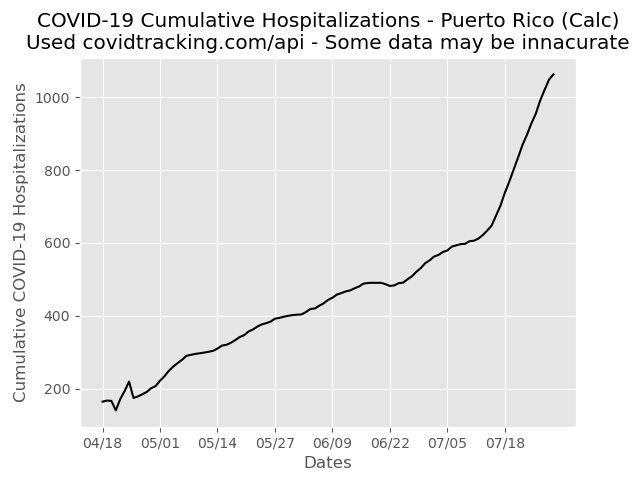 COVID-19 Cumulative Hospitalizations - Puerto Rico (Calc)
Used covidtracking.com/api - Some data may be innacurate
Cumulative COVID-19 Hospitalizations
1000
800
600
400
200
04/18 05/01 05/14 05/27 06/09 06/22 07/05 07/18
Dates